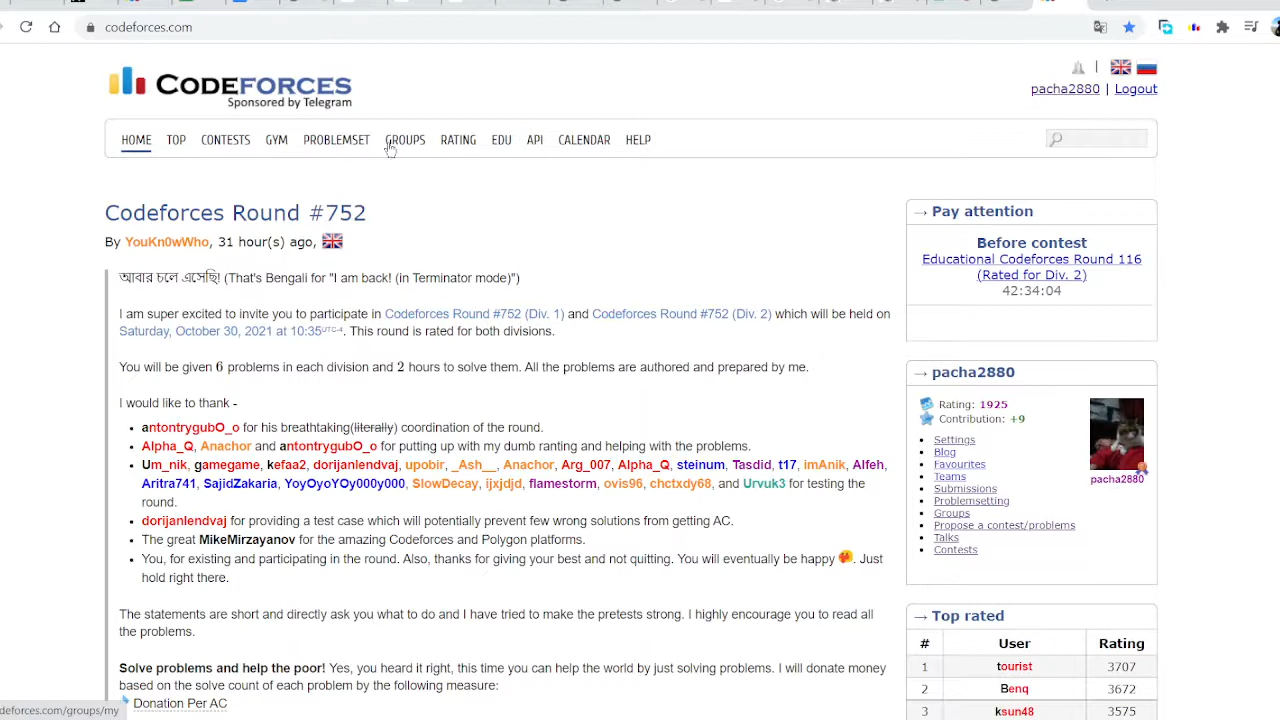 codeforces.com
CODEFORCES
Sponsored by Telegram
|
pacha2880 | Logout
HOME TOP CONTESTS GYM PROBLEMSET GROUPS RATING EDU API CALENDAR HELP
Codeforces Round #752
By YouKn0wWho, 31 hour(s) ago,
আবার চলে এসেছি! (That's Bengali for "I am back! (in Terminator mode)")
I am super excited to invite you to participate in Codeforces Round #752 (Div. 1) and Codeforces Round #752 (Div. 2) which will be held on
Saturday, October 30, 2021 at 10:35UTC-4. This round is rated for both divisions.
You will be given 6 problems in each division and 2 hours to solve them. All the problems are authored and prepared by me.
I would like to thank -
• antontrygubO_o for his breathtaking(literally) coordination of the round.
• Alpha_Q, Anachor and antontrygubO_o for putting up with my dumb ranting and helping with the problems.
• Um_nik, gamegame, kefaa2, dorijanlendvaj, upobir, _Ash__, Anachor, Arg_007, Alpha_Q, steinum, Tasdid, t17, imAnik, Alfeh,
Aritra741, SajidZakaria, YoyOyoYOy000y000, SlowDecay, ijxjdjd, flamestorm, ovis96, chctxdy68, and Urvuk3 for testing the
round.
• dorijanlendvaj for providing a test case which will potentially prevent few wrong solutions from getting AC.
• The great MikeMirzayanov for the amazing Codeforces and Polygon platforms.
• You, for existing and participating in the round. Also, thanks for giving your best and not quitting. You will eventually be happy. Just
hold right there.
The statements are short and directly ask you what to do and I have tried to make the pretests strong. I highly encourage you to read all
the problems.
Solve problems and help the poor! Yes, you heard it right, this time you can help the world by just solving problems. I will donate money
based on the solve count of each problem by the following measure:
Donation Per AC
→ Pay attention
Before contest
Educational Codeforces Round 116
(Rated for Div. 2)
42:34:04
→ pacha2880
Rating: 1925
Contribution: +9
• Settings
• Blog
• Favourites
• Teams
• Submissions
• Problemsetting
• Groups
• Propose a contest/problems
• Talks
• Contests
pacha2880
→ Top rated
# User Rating
1 tourist 3707
2 Benq 3672
3 ksun48 3575
deforces.com/groups/my